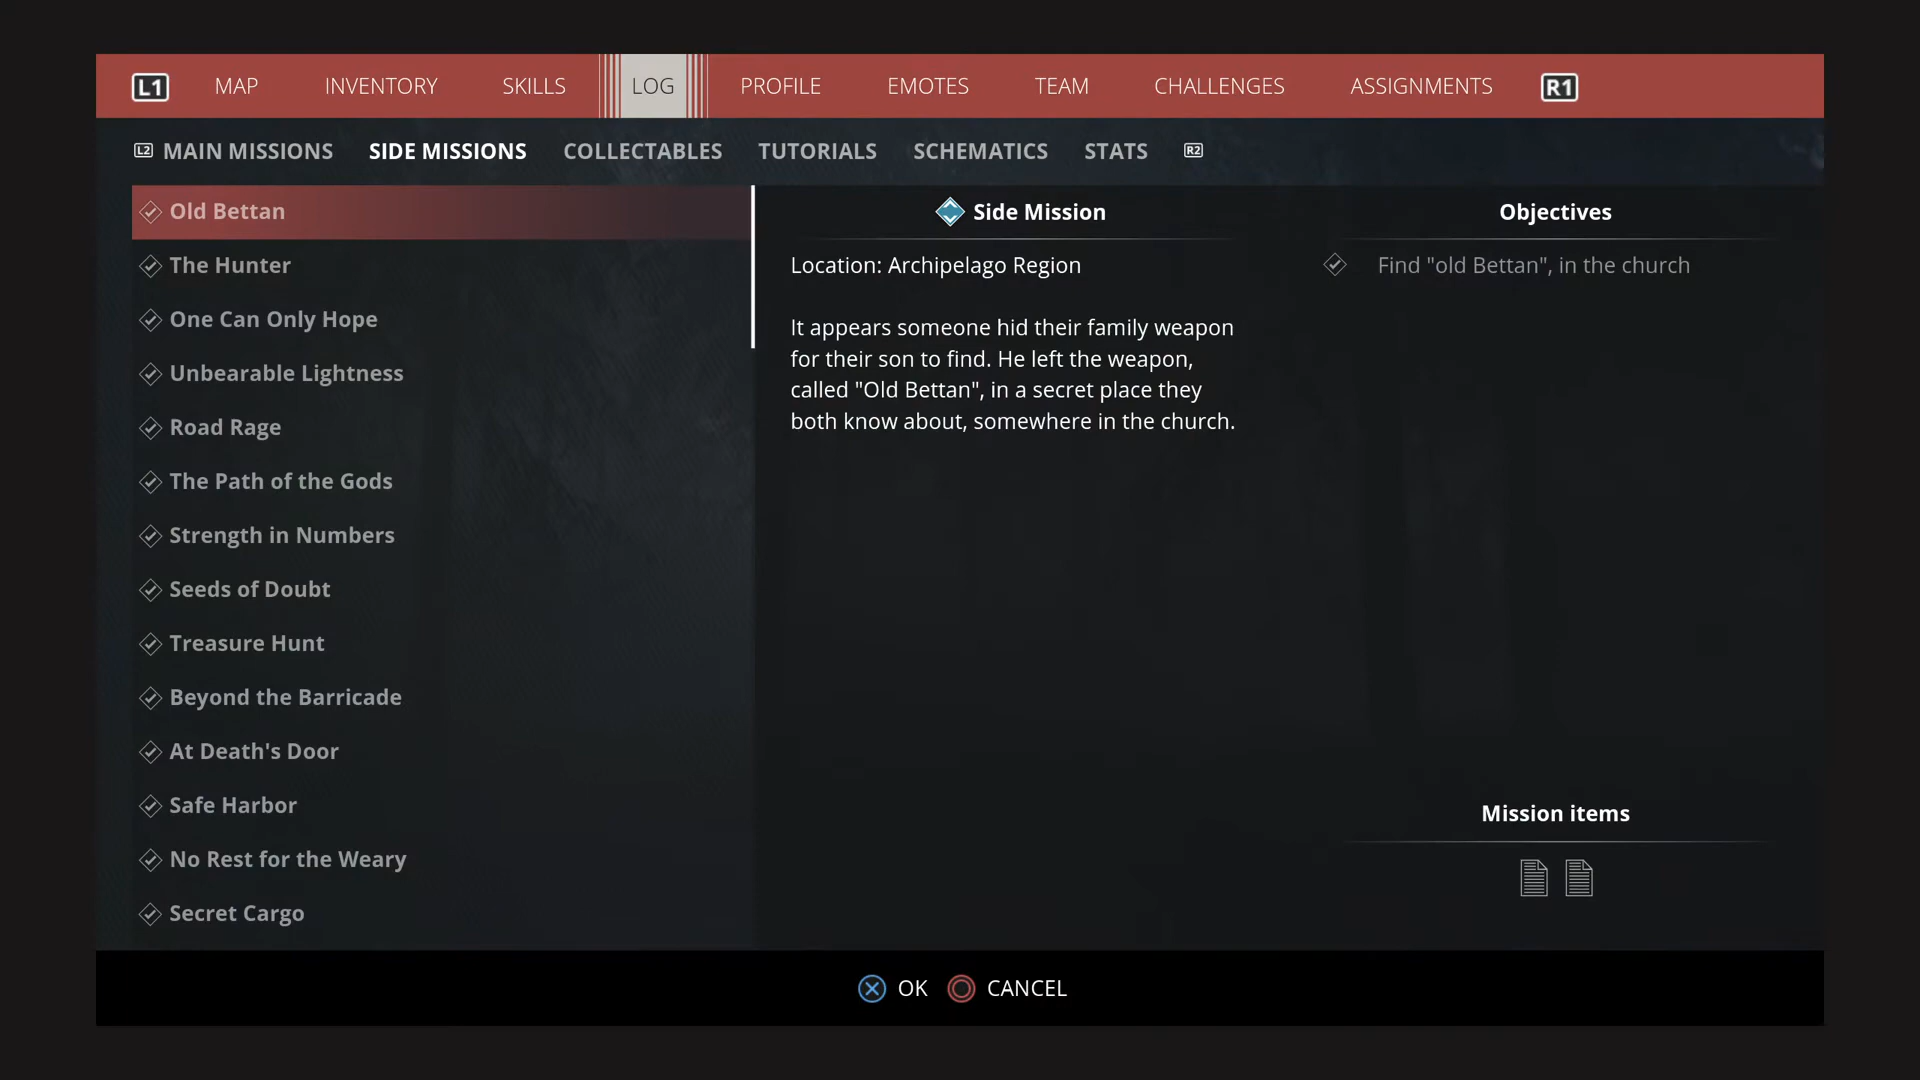 L1 MAP INVENTORY SKILLS LOG PROFILE EMOTES TEAM CHALLENGES ASSIGNMENTS R1
L2 MAIN MISSIONS SIDE MISSIONS COLLECTABLES TUTORIALS SCHEMATICS STATS R2
Old Bettan
The Hunter
One Can Only Hope
Unbearable Lightness
Road Rage
The Path of the Gods
Strength in Numbers
Seeds of Doubt
Treasure Hunt
Beyond the Barricade
At Death's Door
Safe Harbor
No Rest for the Weary
Secret Cargo
Side Mission
Location: Archipelago Region
It appears someone hid their family weapon
for their son to find. He left the weapon,
called "Old Bettan", in a secret place they
both know about, somewhere in the church.
Objectives
Find "old Bettan", in the church
Mission items
OK CANCEL